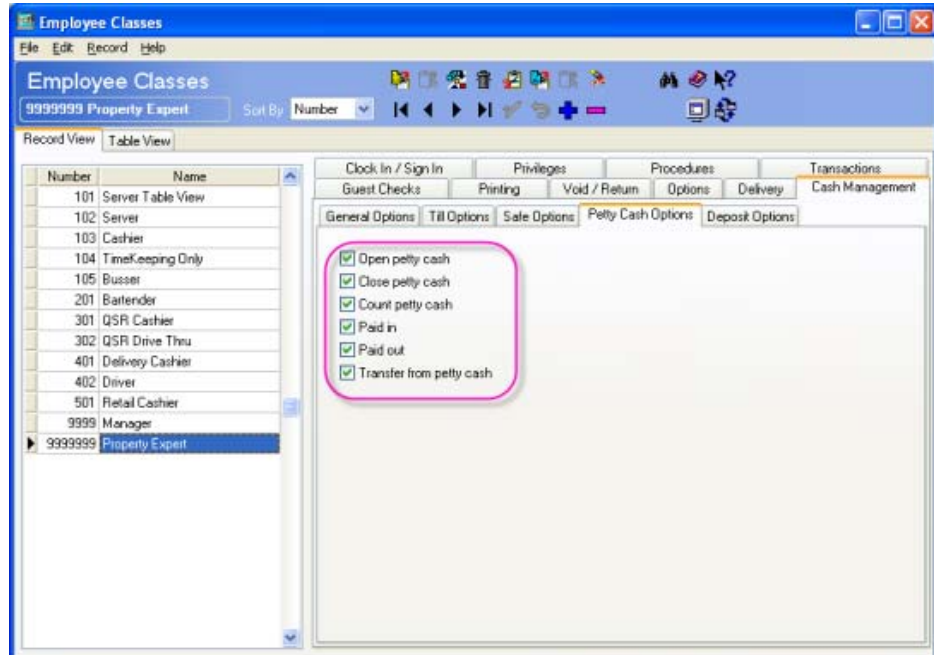 Employee Classes
File Edit Record Help
Employee Classes
9999999 Property Expert Sort By Number
Record View Table View
Number Name
101 Server Table View
102 Server
103 Cashier
104 TimeKeeping Only
105 Busser
201 Bartender
301 QSR Cashier
302 QSR Drive Thru
401 Delivery Cashier
402 Driver
501 Retail Cashier
9999 Manager
9999999 Property Expert
Clock In / Sign In Privileges Procedures Transactions
Guest Checks Printing Void / Return Options Delivery Cash Management
General Options Till Options Safe Options Petty Cash Options Deposit Options
Open petty cash
Close petty cash
Count petty cash
Paid in
Paid out
Transfer from petty cash